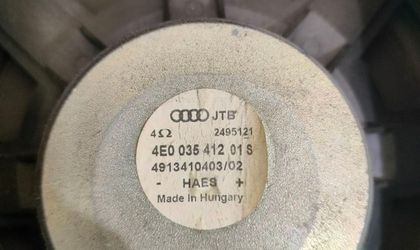 JTB
4Ω 2495121
4E0 035 412 01 S
4913410403/02
- HAES +
Made in Hungary